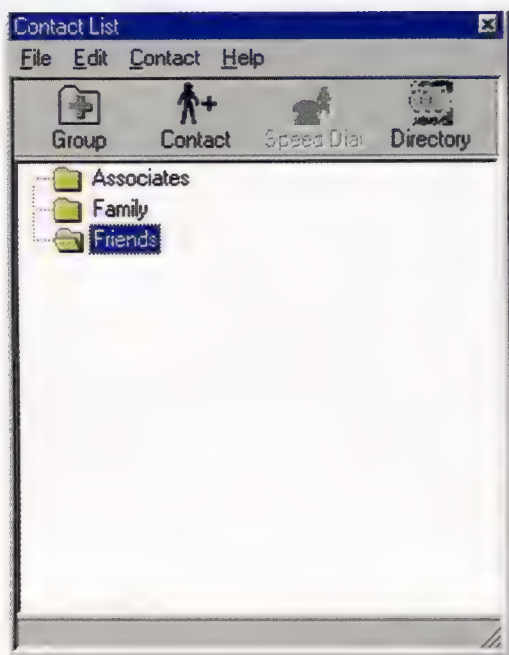 Contact List
File Edit Contact Help
Group Contact Speed Dial Directory
Associates
Family
Friends